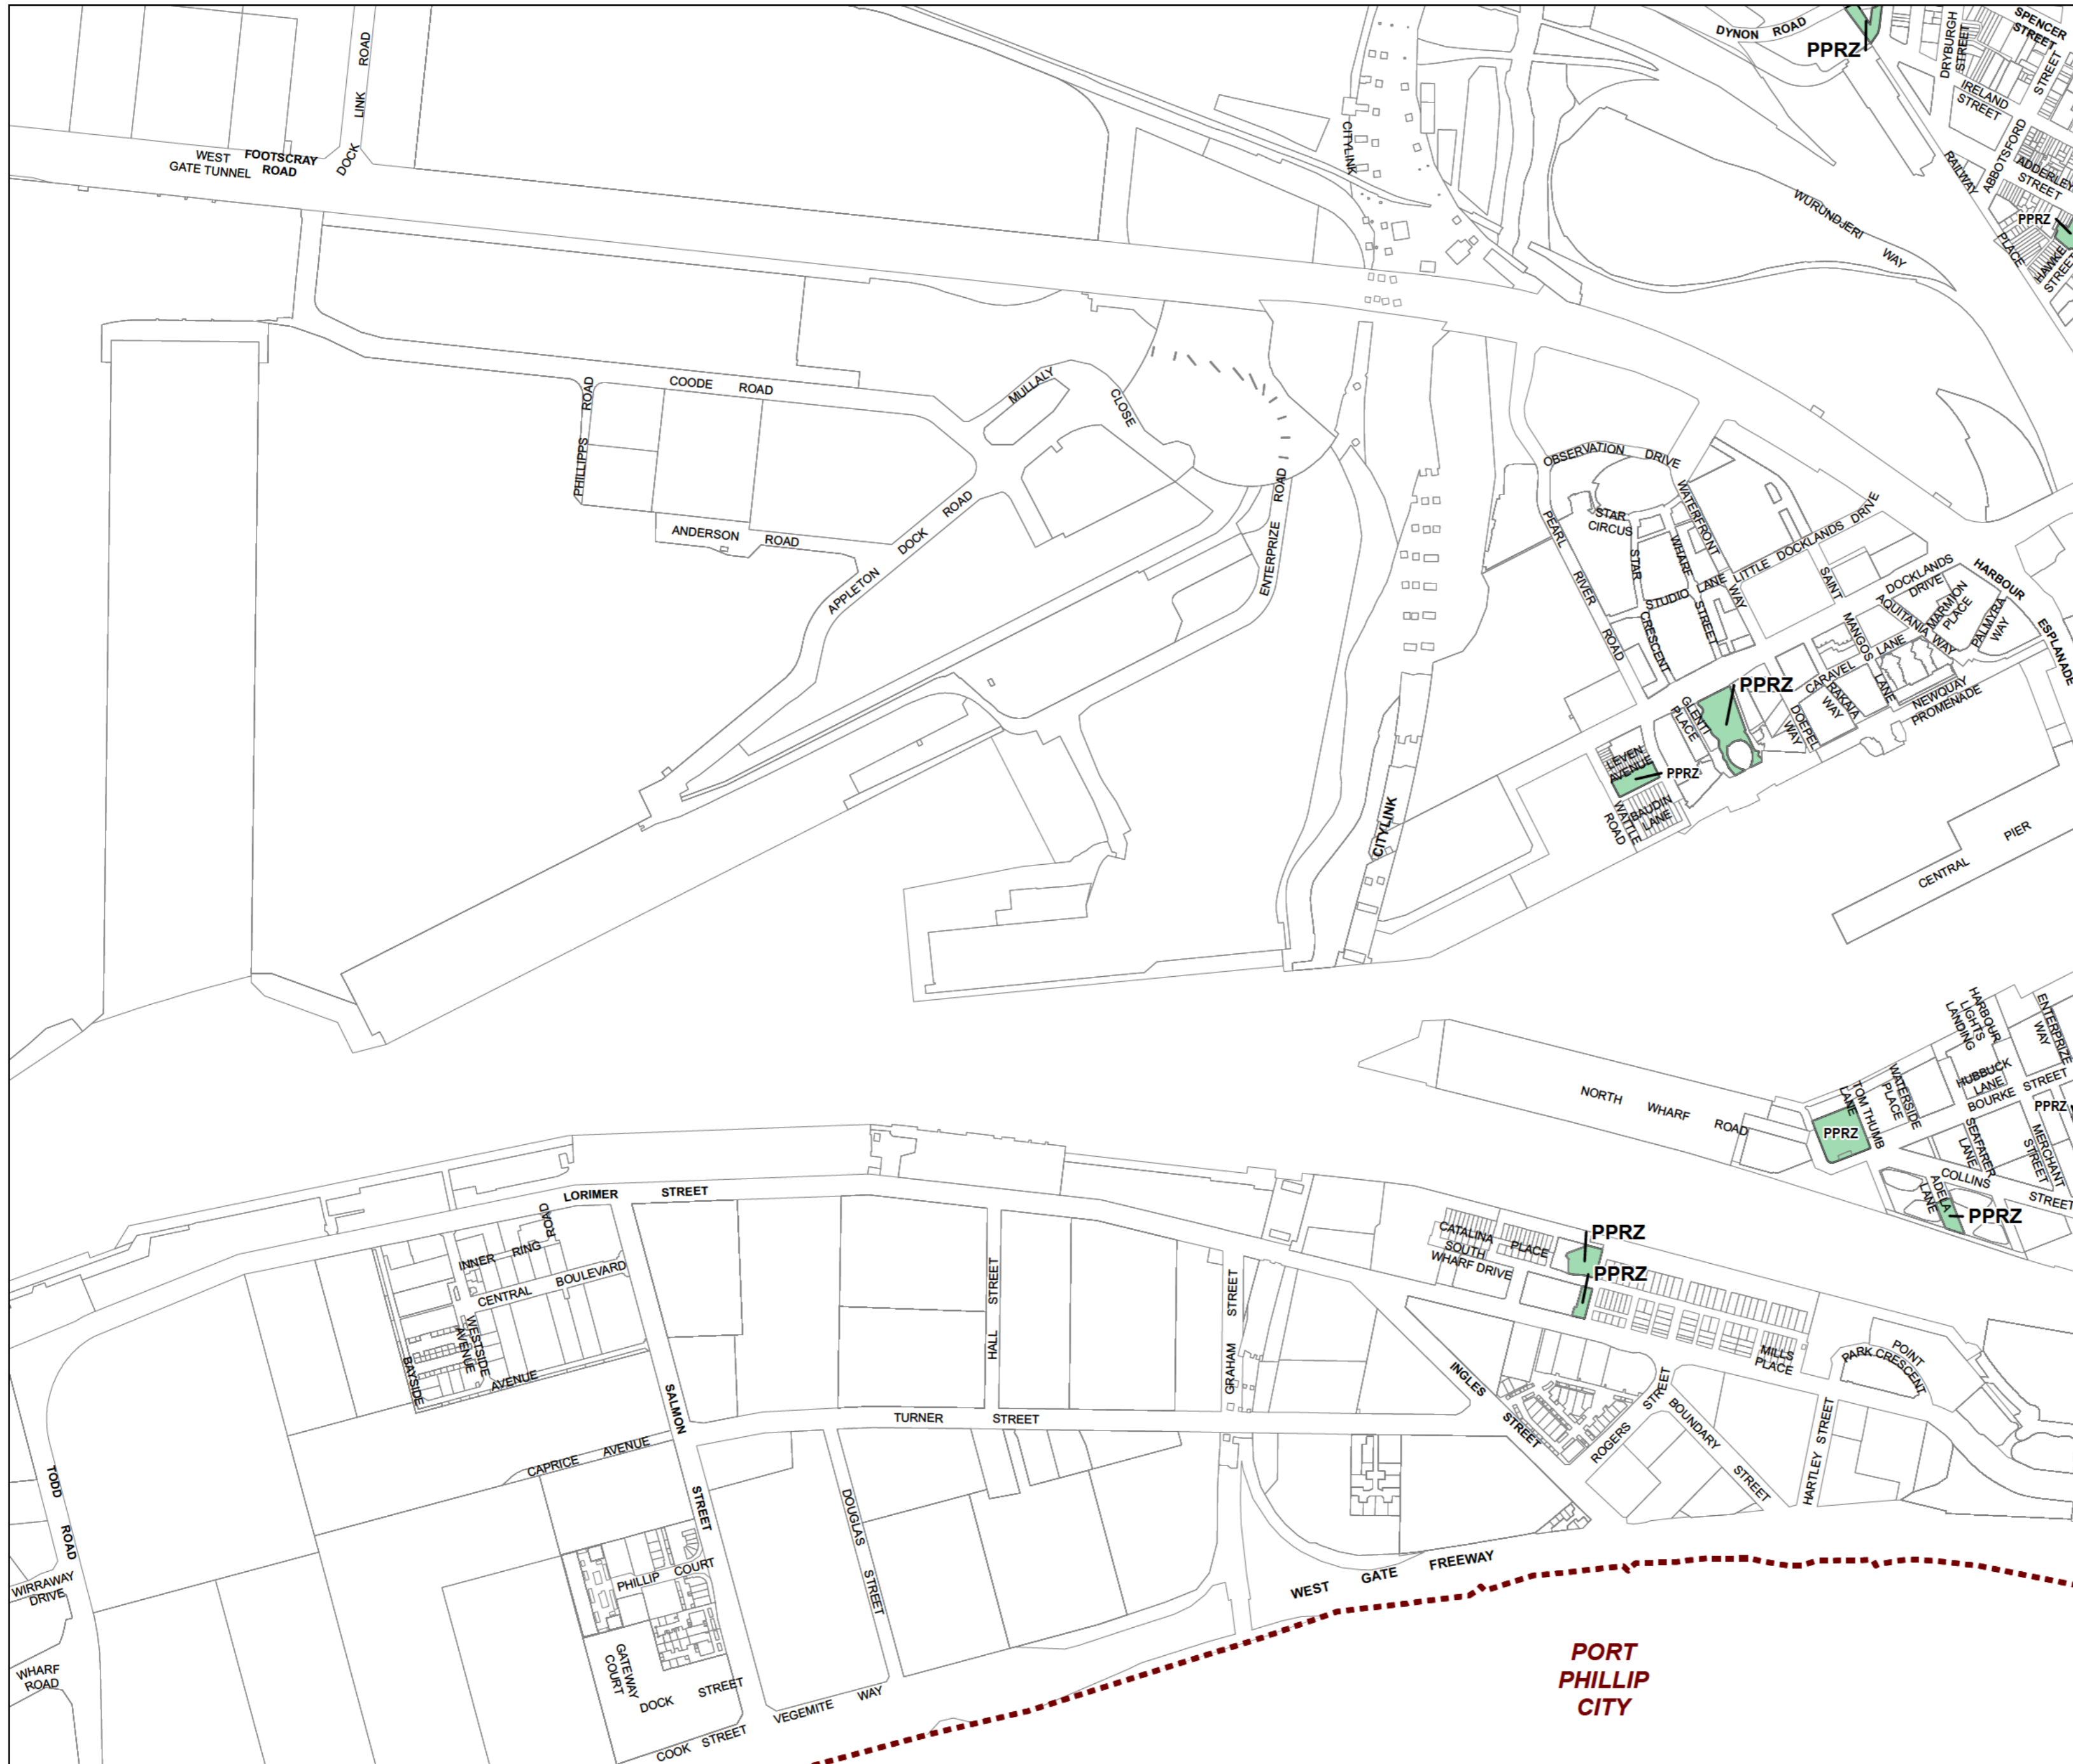 DYNON ROAD
PPRZ
DRYBURGH
STREET
SPENCER
STREET
STREET
IRELAND
STREET
ABBOTSFORD
ADDERLEY
STREET
RAILWAY
PLACE
PPRZ
HAWKE
STREET
WURUNDJERI WAY
CITYLINK
DOCK LINK ROAD
WEST
GATE TUNNEL
FOOTSCRAY
ROAD
COODE ROAD
PHILLIPPS ROAD
ANDERSON ROAD
MULLALY
CLOSE
APPLETON DOCK ROAD
ENTERPRIZE ROAD
OBSERVATION DRIVE
PEARL RIVER ROAD
STAR
CIRCUS
STAR CRESCENT
WHARF STREET
WATERFRONT WAY
STUDIO LANE
LITTLE DOCKLANDS DRIVE
SAINT MANGOS LANE
DOCKLANDS
DRIVE
HARBOUR ESPLANADE
AQUITANIA WAY
MARMION
PLACE
PALMYRA
WAY
CARAVEL LANE
RAKAIA
WAY
NEWQUAY
PROMENADE
DOEPEL
WAY
PPRZ
GLENTI
PLACE
LEVEN
AVENUE
PPRZ
BAUDIN
LANE
WATTLE
ROAD
CITYLINK
CENTRAL PIER
HARBOUR
LIGHTS
LANDING
ENTERPRIZE
WAY
HUBBUCK
LANE
BOURKE STREET
WATERSIDE
PLACE
TOM THUMB
LANE
PPRZ
PPRZ
SEAFARER
LANE
MERCHANT
STREET
COLLINS STREET
ADELA
LANE
PPRZ
NORTH WHARF ROAD
LORIMER STREET
INNER RING ROAD
CENTRAL BOULEVARD
WESTSIDE
AVENUE
BAYSIDE AVENUE
SALMON STREET
CAPRICE AVENUE
HALL STREET
TURNER STREET
GRAHAM STREET
CATALINA PLACE
SOUTH
WHARF DRIVE
PPRZ
PPRZ
MILLS
PLACE
POINT
PARK CRESCENT
INGLES STREET
ROGERS STREET
BOUNDARY STREET
HARTLEY STREET
DOUGLAS STREET
TODD ROAD
WIRRAWAY
DRIVE
WHARF
ROAD
PHILLIP COURT
GATEWAY
COURT
DOCK STREET
COOK STREET
VEGEMITE WAY
WEST GATE FREEWAY
PORT
PHILLIP
CITY